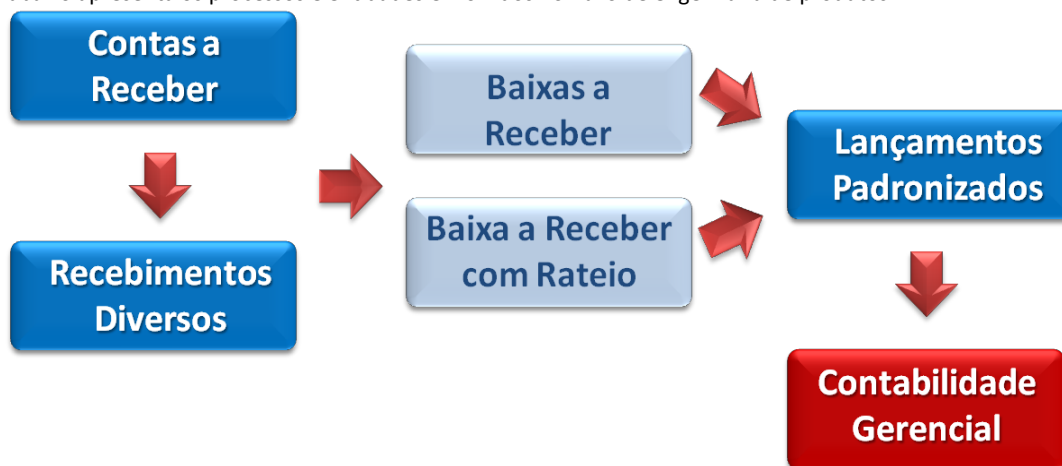 Contas a
Receber
Recebimentos
Diversos
Baixas a
Receber
Baixa a Receber
com Rateio
Lançamentos
Padronizados
Contabilidade
Gerencial